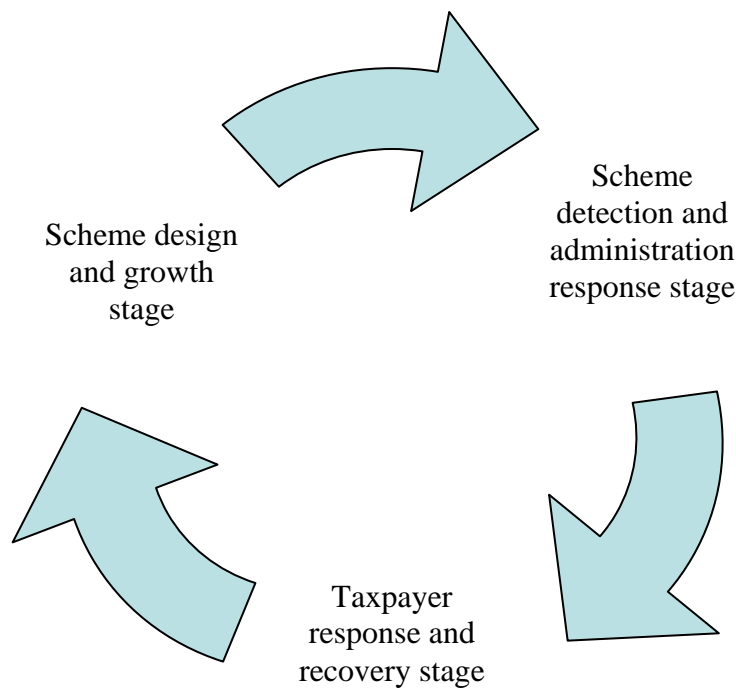 Scheme design
and growth
stage
Scheme
detection and
administration
response stage
Taxpayer
response and
recovery stage